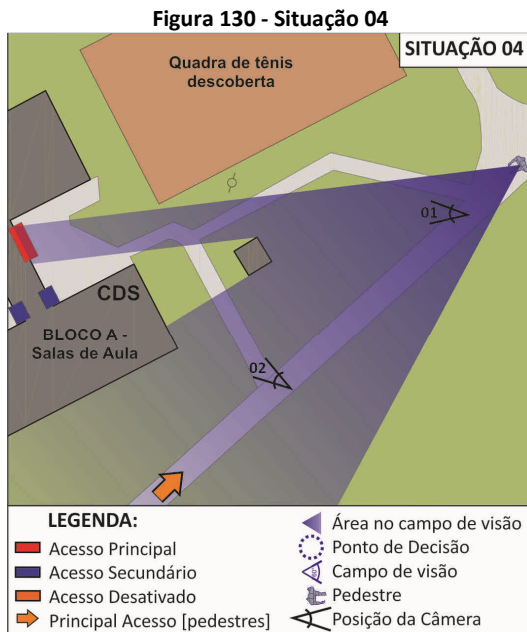 Figura 130 - Situação 04
SITUAÇÃO 04
Quadra de tênis
descoberta
01
CDS
BLOCO A -
Salas de Aula
02
LEGENDA:
Acesso Principal
Acesso Secundário
Acesso Desativado
Principal Acesso [pedestres]
Área no campo de visão
Ponto de Decisão
Campo de visão
Pedestre
Posição da Câmera